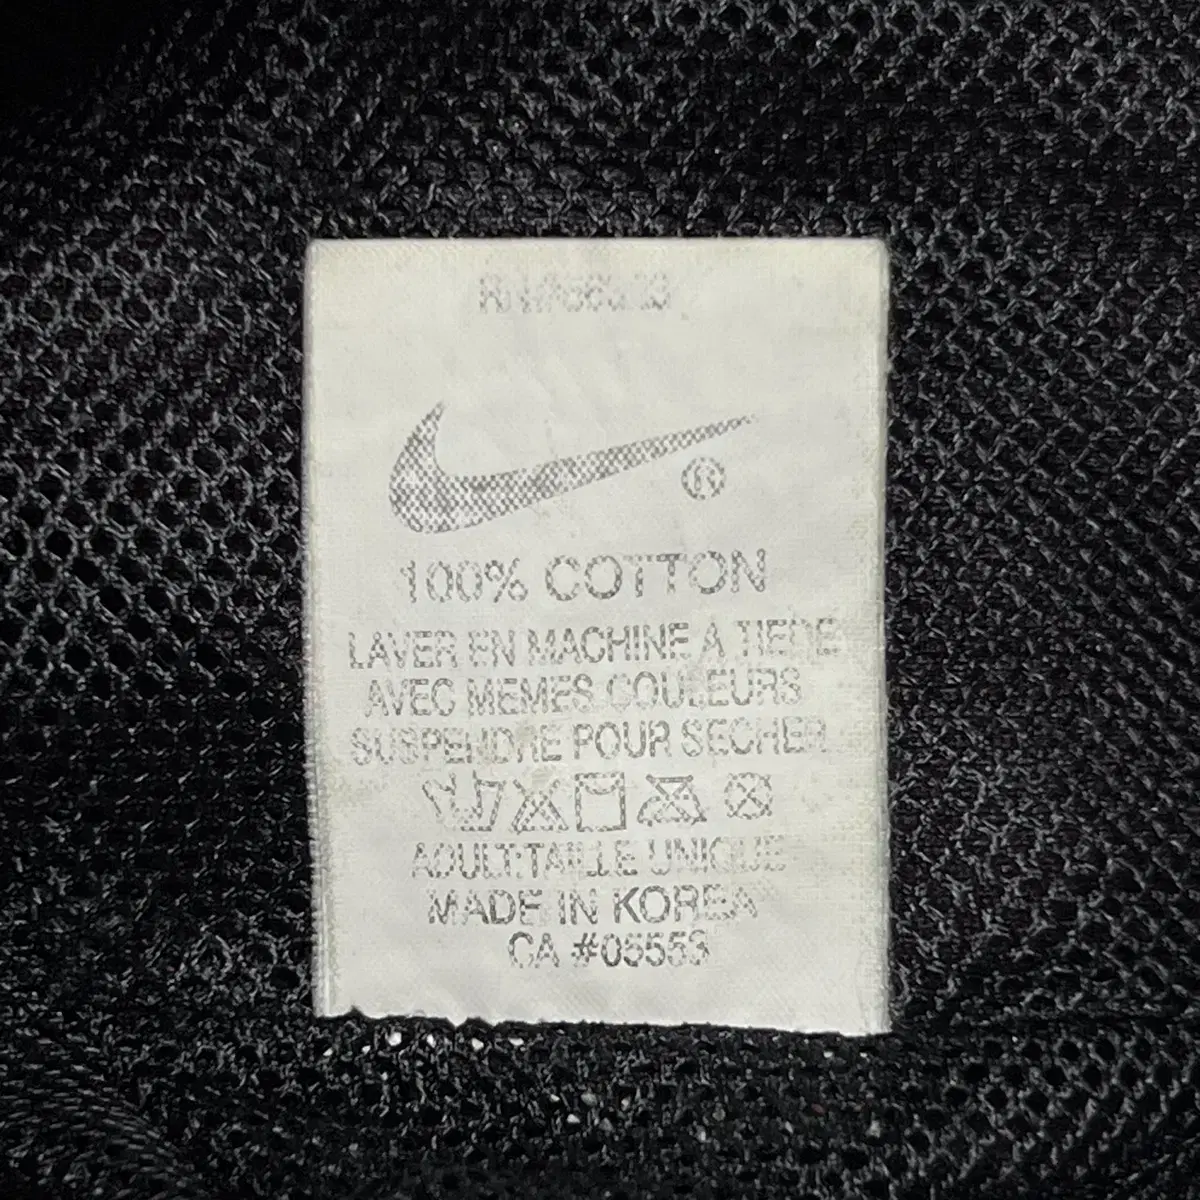 ®
100% COTTON
LAVER EN MACHINE A TIEDE
AVEC MEMES COULEURS
SUSPENDRE POUR SECHER
ADULT:TAILLE UNIQUE
MADE IN KOREA
CA #05553